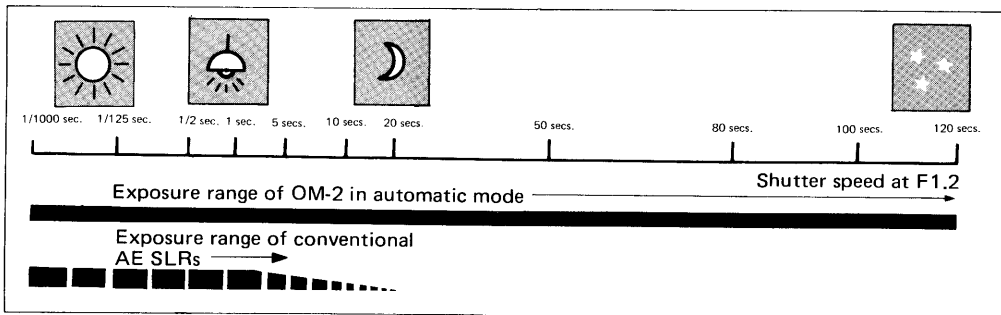 1/1000 sec. 1/125 sec. 1/2 sec. 1 sec. 5 secs. 10 secs. 20 secs. 50 secs. 80 secs. 100 secs. 120 secs.
Shutter speed at F1.2
Exposure range of OM-2 in automatic mode
Exposure range of conventional
AE SLRs